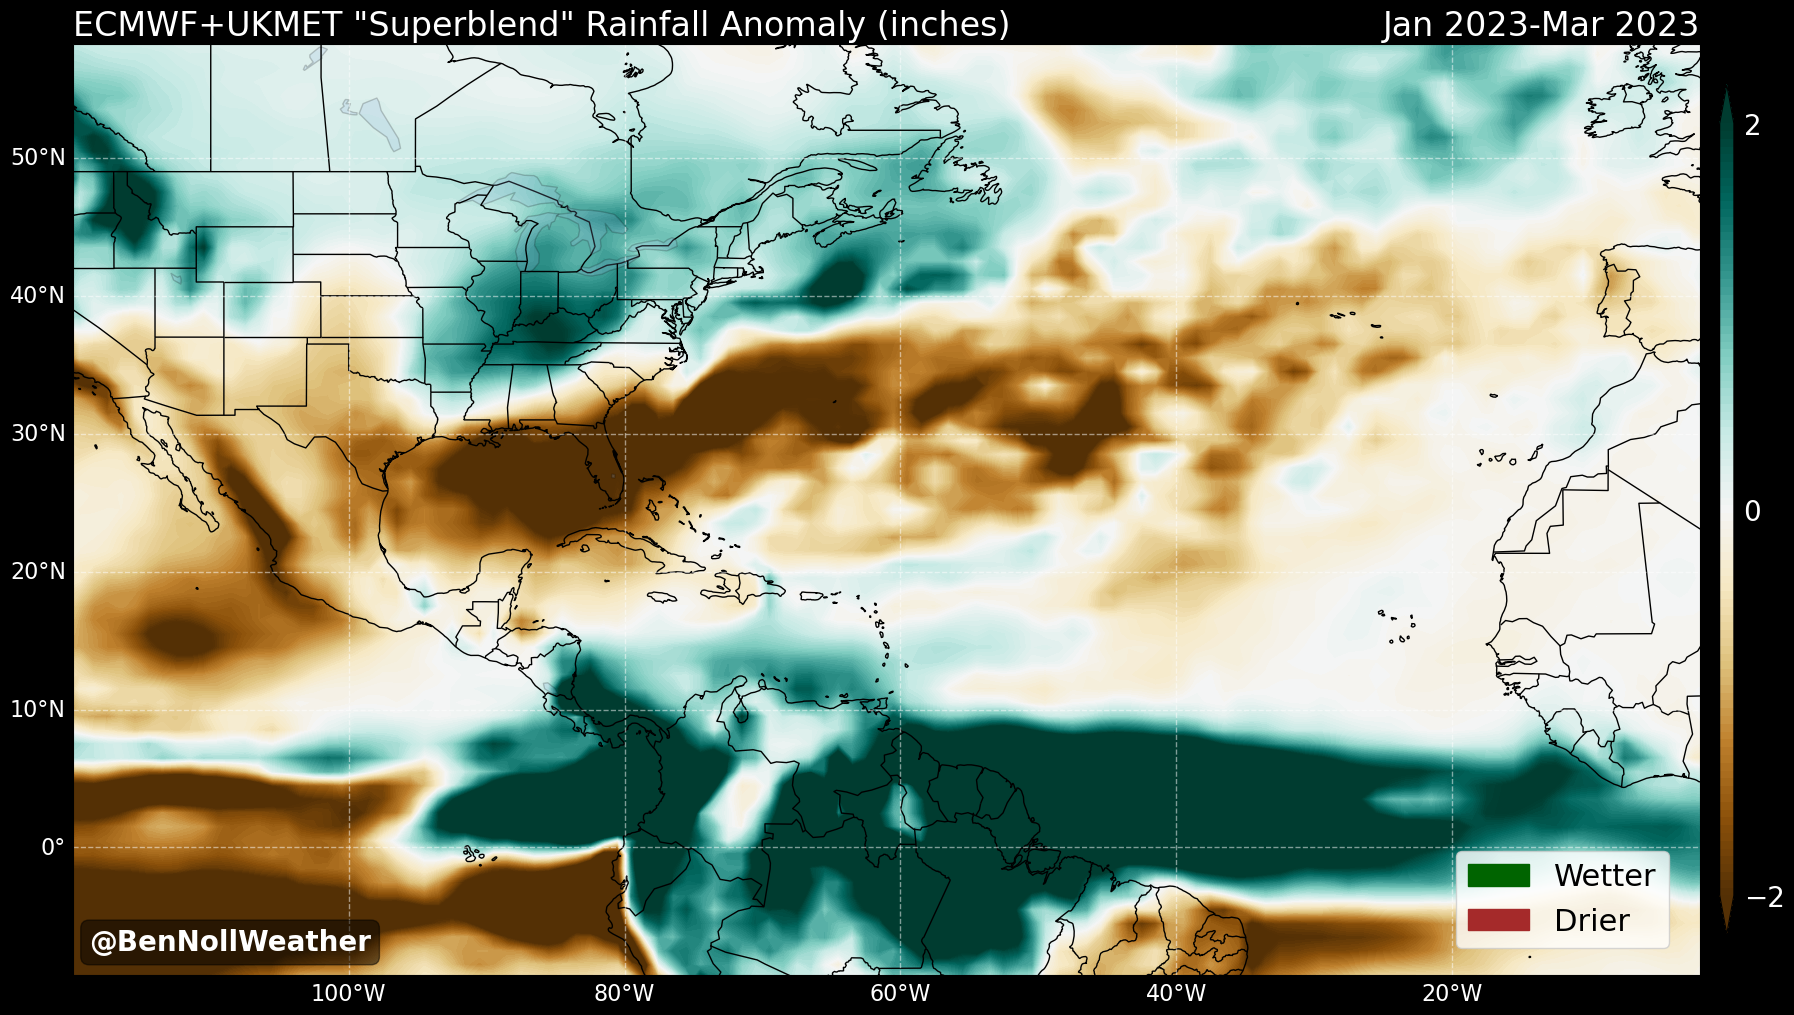 ECMWF+UKMET "Superblend" Rainfall Anomaly (inches)
Jan 2023-Mar 2023
50°N
40°N
30°N
20°N
10°N
0°
100°W
80°W
60°W
40°W
20°W
2
0
−2
Wetter
Drier
@BenNollWeather